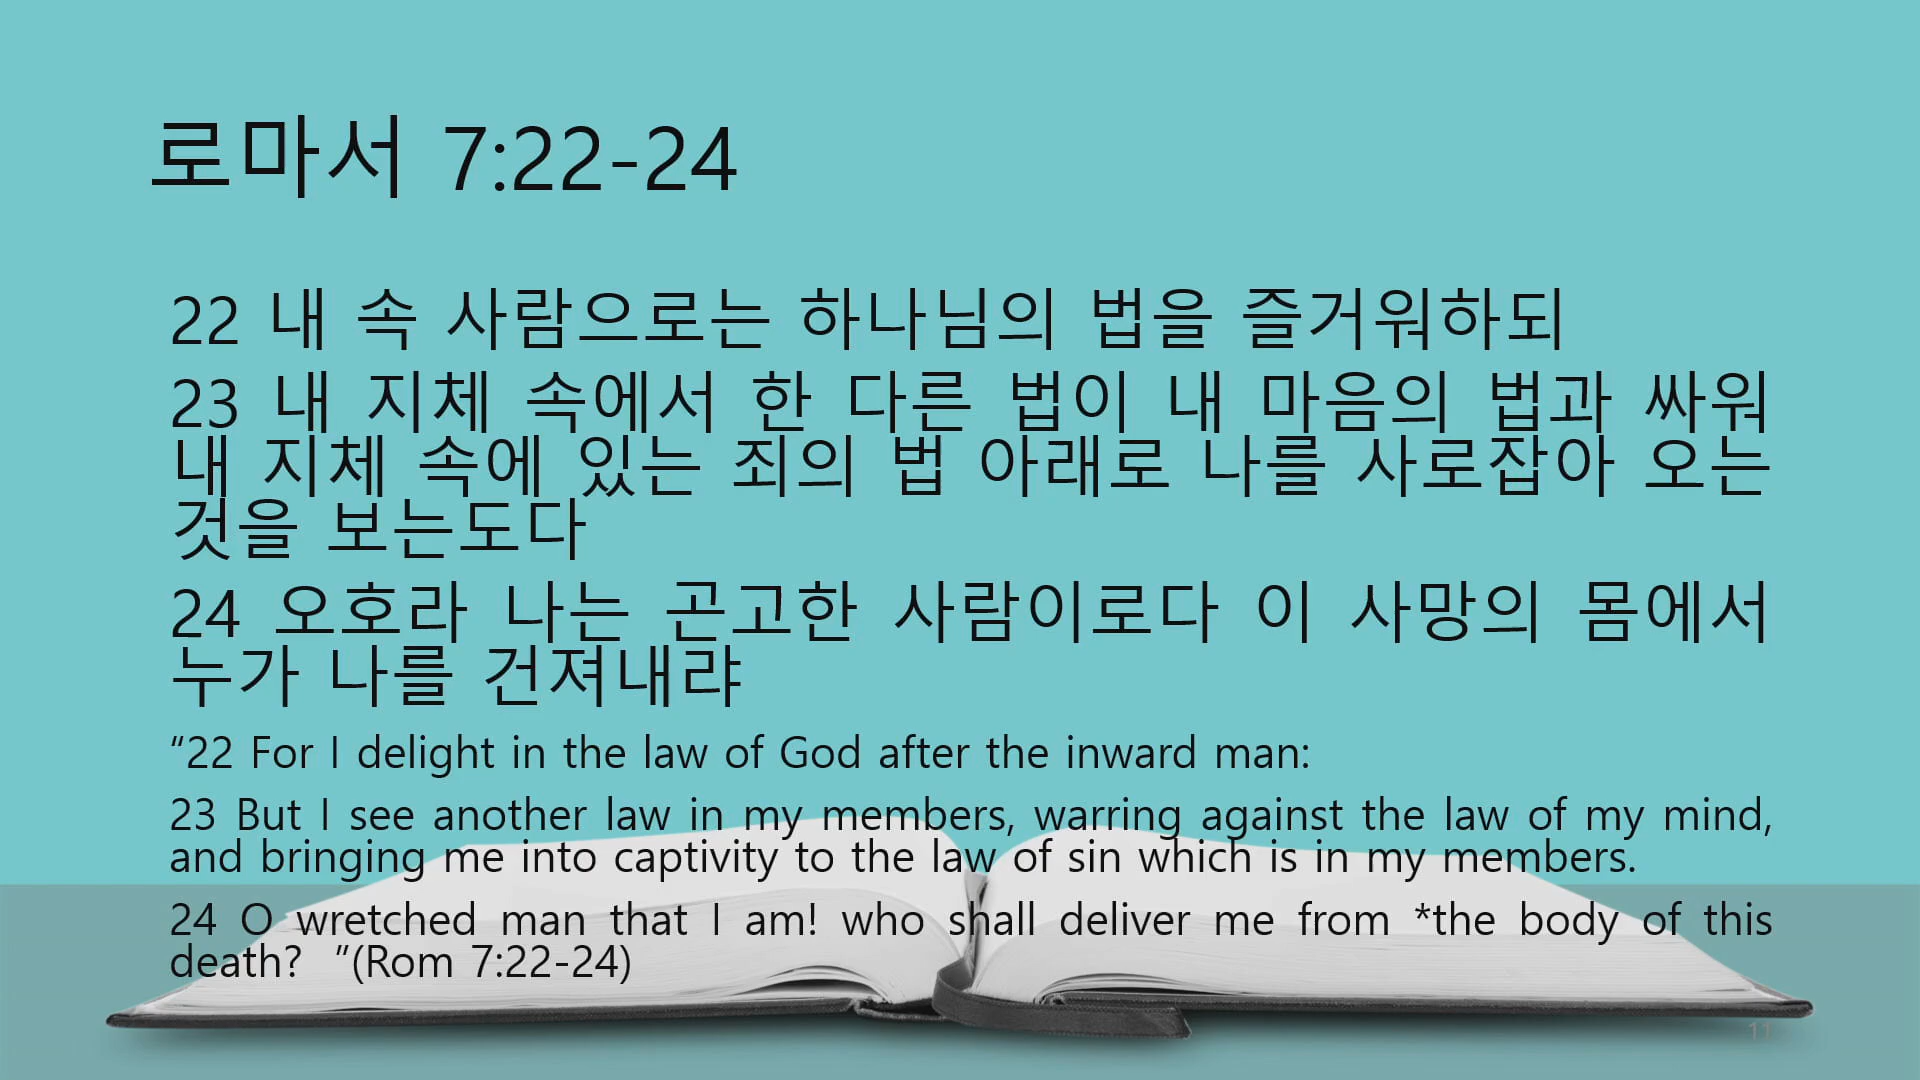 로마서 7:22-24
22 내 속 사람으로는 하나님의 법을 즐거워하되
23 내 지체 속에서 한 다른 법이 내 마음의 법과 싸워
내 지체 속에 있는 죄의 법 아래로 나를 사로잡아 오는
것을 보는도다
24 오호라 나는 곤고한 사람이로다 이 사망의 몸에서
누가 나를 건져내랴
“22 For I delight in the law of God after the inward man:
23 But I see another law in my members, warring against the law of my mind,
and bringing me into captivity to the law of sin which is in my members.
24 O wretched man that I am! who shall deliver me from *the body of this
death?  ”(Rom 7:22-24)
11